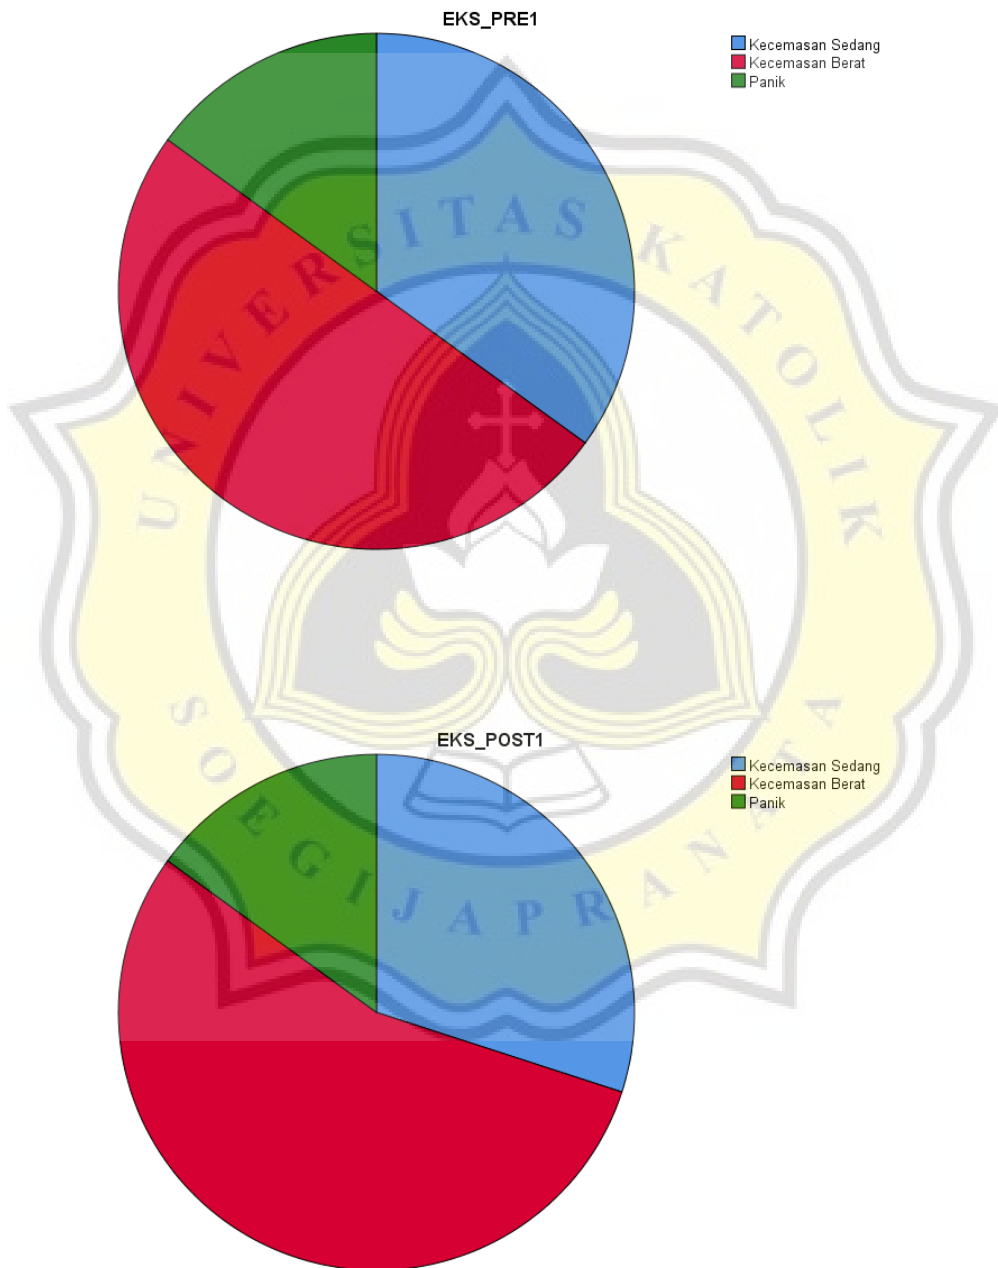 EKS_PRE1
Kecemasan Sedang
Kecemasan Berat
Panik
UNIVERSITAS KATOLIK
SOEGIJAPRANATA
EKS_POST1
Kecemasan Sedang
Kecemasan Berat
Panik